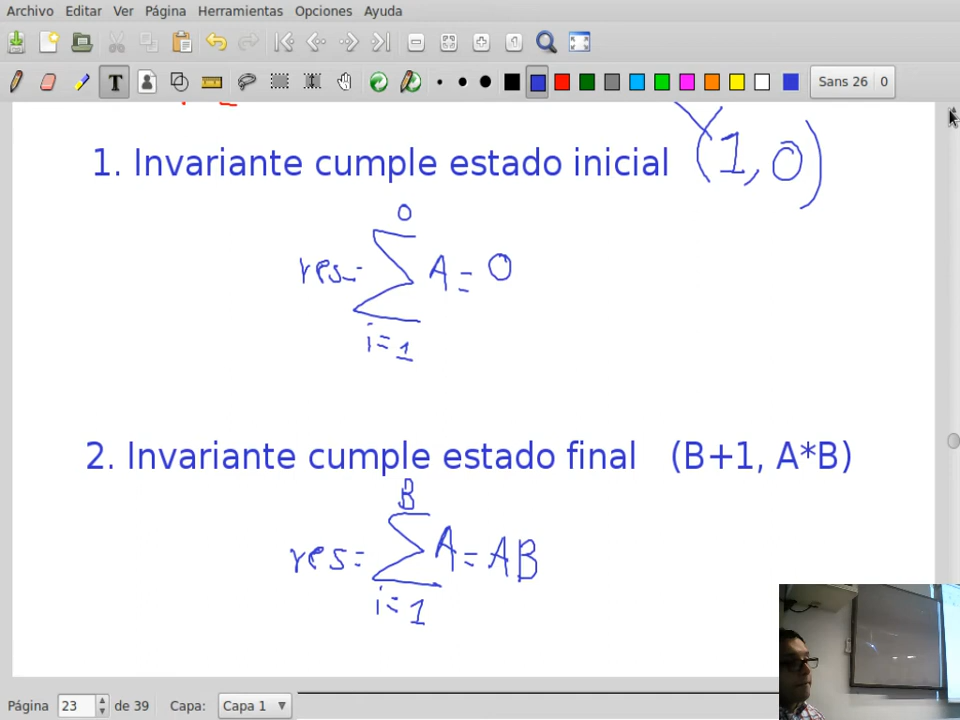 Archivo Editar Ver Página Herramientas Opciones Ayuda
T Sans 26 0
1. Invariante cumple estado inicial (1, 0)
0
res= ∑ A = 0
i = 1
2. Invariante cumple estado final (B+1, A*B)
B
res= ∑ A = AB
i = 1
Página 23 de 39 Capa: Capa 1